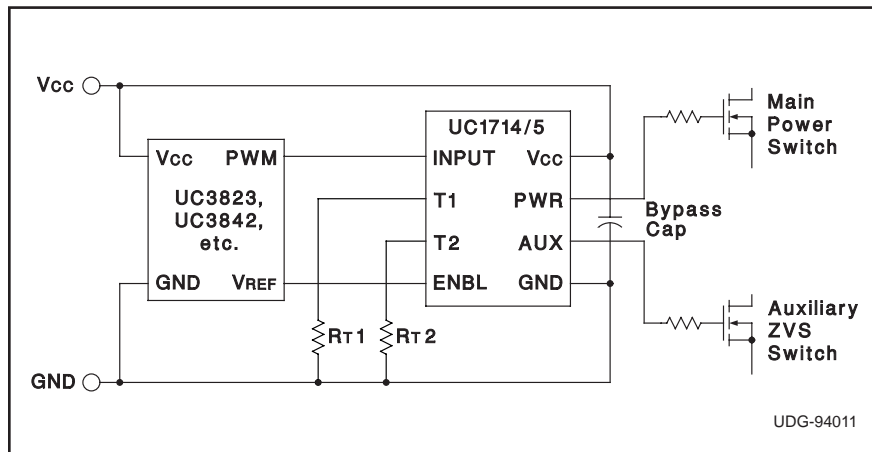 Vcc
Vcc PWM
UC3823,
UC3842,
etc.
GND VREF
UC1714/5
INPUT Vcc
T1 PWR
T2 AUX
ENBL GND
Bypass
Cap
Main
Power
Switch
Auxiliary
ZVS
Switch
RT1
RT2
GND
UDG-94011